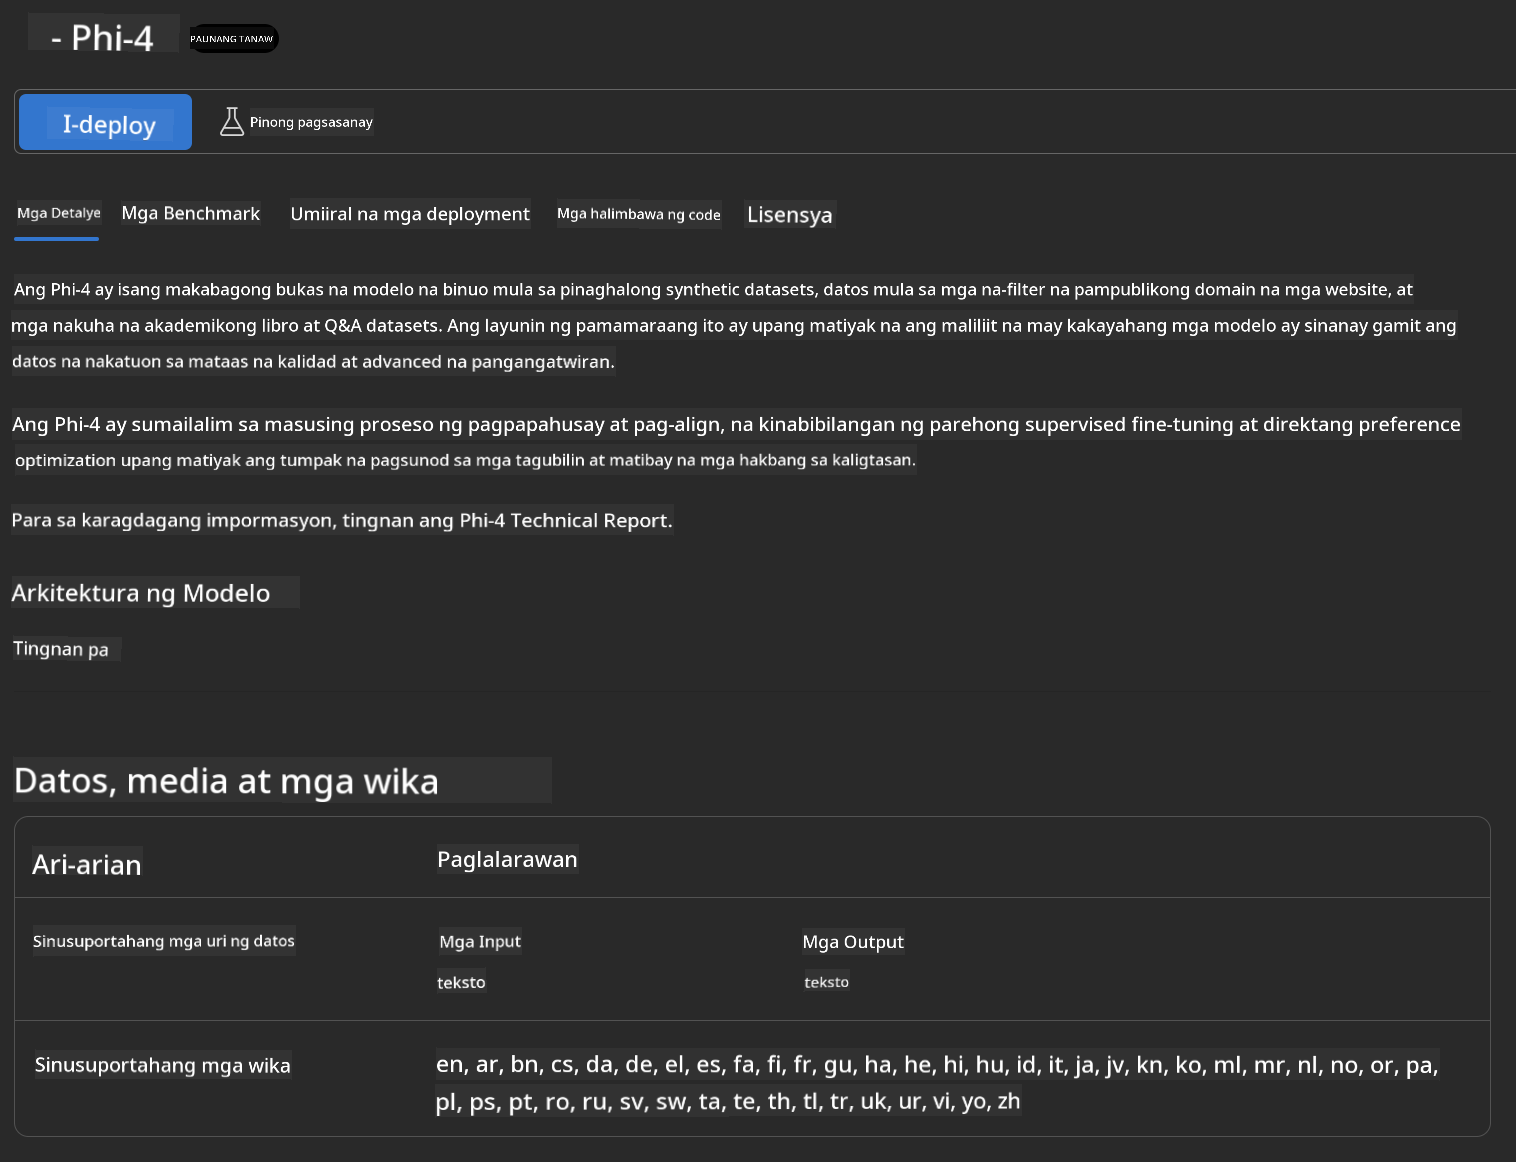 - Phi-4
PAUNANG TANAW
I-deploy
Pinong pagsasanay
Mga Detalye
Mga Benchmark
Umiiral na mga deployment
Mga halimbawa ng code
Lisensya
Ang Phi-4 ay isang makabagong bukas na modelo na binuo mula sa pinaghalong synthetic datasets, datos mula sa mga na-filter na pampublikong domain na mga website, at
mga nakuha na akademikong libro at Q&A datasets. Ang layunin ng pamamaraang ito ay upang matiyak na ang maliliit na may kakayahang mga modelo ay sinanay gamit ang
datos na nakatuon sa mataas na kalidad at advanced na pangangatwiran.
Ang Phi-4 ay sumailalim sa masusing proseso ng pagpapahusay at pag-align, na kinabibilangan ng parehong supervised fine-tuning at direktang preference
optimization upang matiyak ang tumpak na pagsunod sa mga tagubilin at matibay na mga hakbang sa kaligtasan.
Para sa karagdagang impormasyon, tingnan ang Phi-4 Technical Report.
Arkitektura ng Modelo
Tingnan pa
Datos, media at mga wika
Ari-arian
Paglalarawan
Sinusuportahang mga uri ng datos
Mga Input
Mga Output
teksto
teksto
Sinusuportahang mga wika
en, ar, bn, cs, da, de, el, es, fa, fi, fr, gu, ha, he, hi, hu, id, it, ja, jv, kn, ko, ml, mr, nl, no, or, pa,
pl, ps, pt, ro, ru, sv, sw, ta, te, th, tl, tr, uk, ur, vi, yo, zh